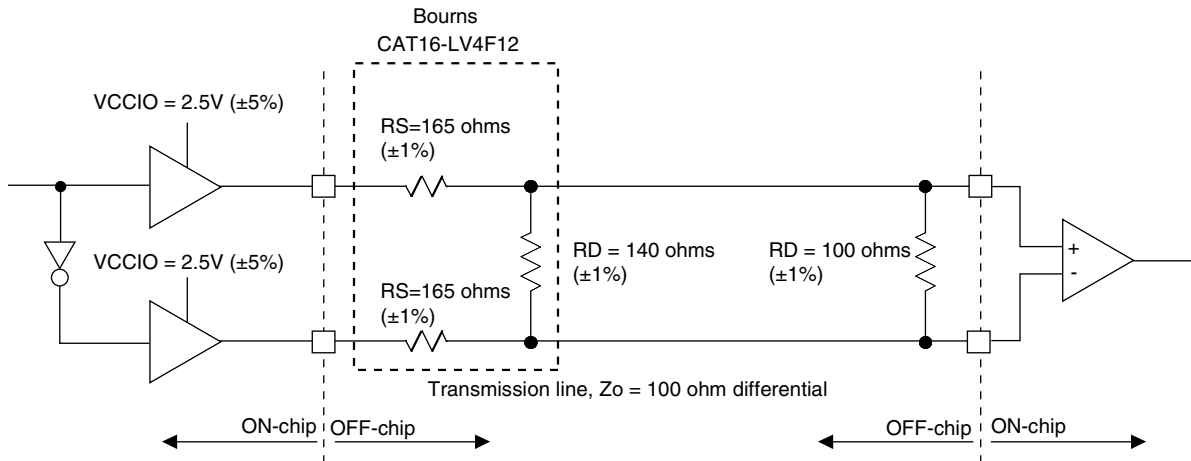 Bourns
CAT16-LV4F12
VCCIO = 2.5V (±5%)
RS=165 ohms
(±1%)
RD = 140 ohms
(±1%)
RD = 100 ohms
(±1%)
+
-
VCCIO = 2.5V (±5%)
RS=165 ohms
(±1%)
Transmission line, Zo = 100 ohm differential
ON-chip
OFF-chip
OFF-chip
ON-chip